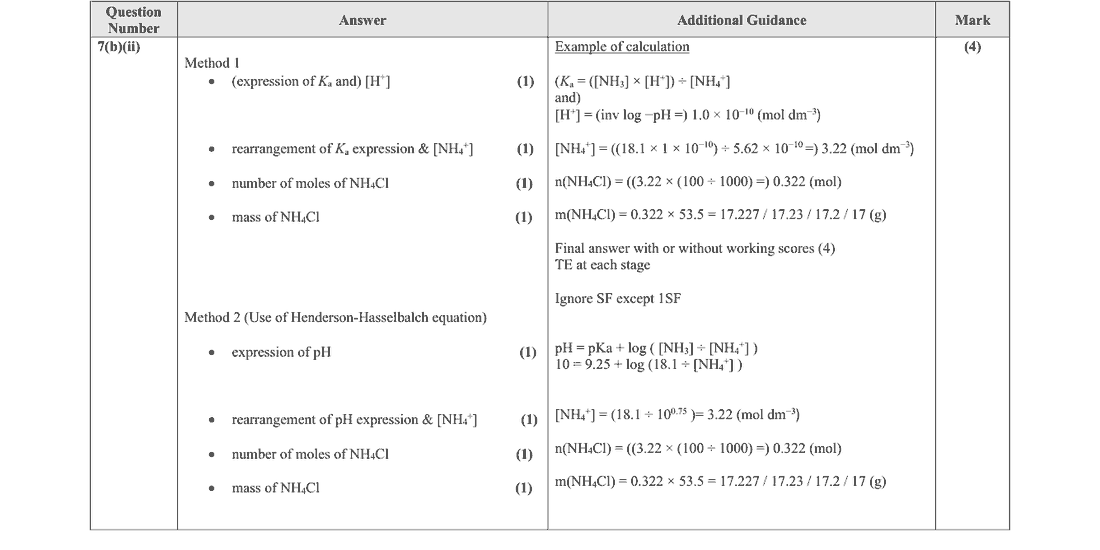 Question Number
Answer
Additional Guidance
Mark
7(b)(ii)
Example of calculation
(4)
Method 1
• (expression of Kₐ and) [H⁺] (1)
(Kₐ = ([NH₃] × [H⁺]) ÷ [NH₄⁺]
and)
[H⁺] = (inv log −pH =) 1.0 × 10⁻¹⁰ (mol dm⁻³)
• rearrangement of Kₐ expression & [NH₄⁺] (1)
[NH₄⁺] = ((18.1 × 1 × 10⁻¹⁰) ÷ 5.62 × 10⁻¹⁰ =) 3.22 (mol dm⁻³)
• number of moles of NH₄Cl (1)
n(NH₄Cl) = ((3.22 × (100 ÷ 1000) =) 0.322 (mol)
• mass of NH₄Cl (1)
m(NH₄Cl) = 0.322 × 53.5 = 17.227 / 17.23 / 17.2 / 17 (g)
Final answer with or without working scores (4)
TE at each stage
Ignore SF except 1SF
Method 2 (Use of Henderson-Hasselbalch equation)
• expression of pH (1)
pH = pKa + log ( [NH₃] ÷ [NH₄⁺] )
10 = 9.25 + log (18.1 ÷ [NH₄⁺] )
• rearrangement of pH expression & [NH₄⁺] (1)
[NH₄⁺] = (18.1 ÷ 10⁰·⁷⁵ )= 3.22 (mol dm⁻³)
• number of moles of NH₄Cl (1)
n(NH₄Cl) = ((3.22 × (100 ÷ 1000) =) 0.322 (mol)
• mass of NH₄Cl (1)
m(NH₄Cl) = 0.322 × 53.5 = 17.227 / 17.23 / 17.2 / 17 (g)